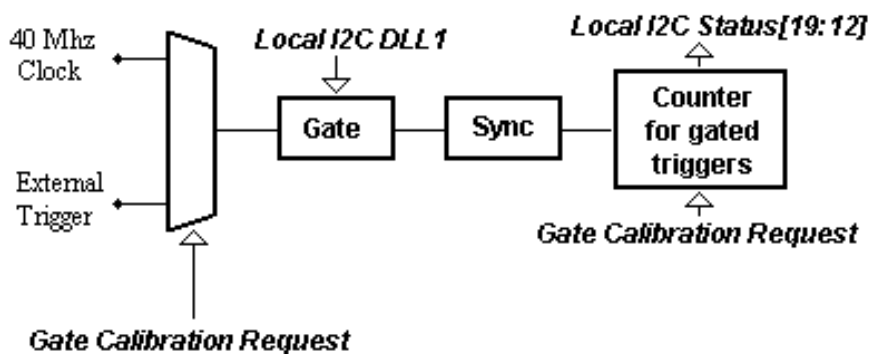 40 Mhz
Clock
Local I2C DLL1
Local I2C Status[19:12]
Gate
Sync
Counter
for gated
triggers
External
Trigger
Gate Calibration Request
Gate Calibration Request